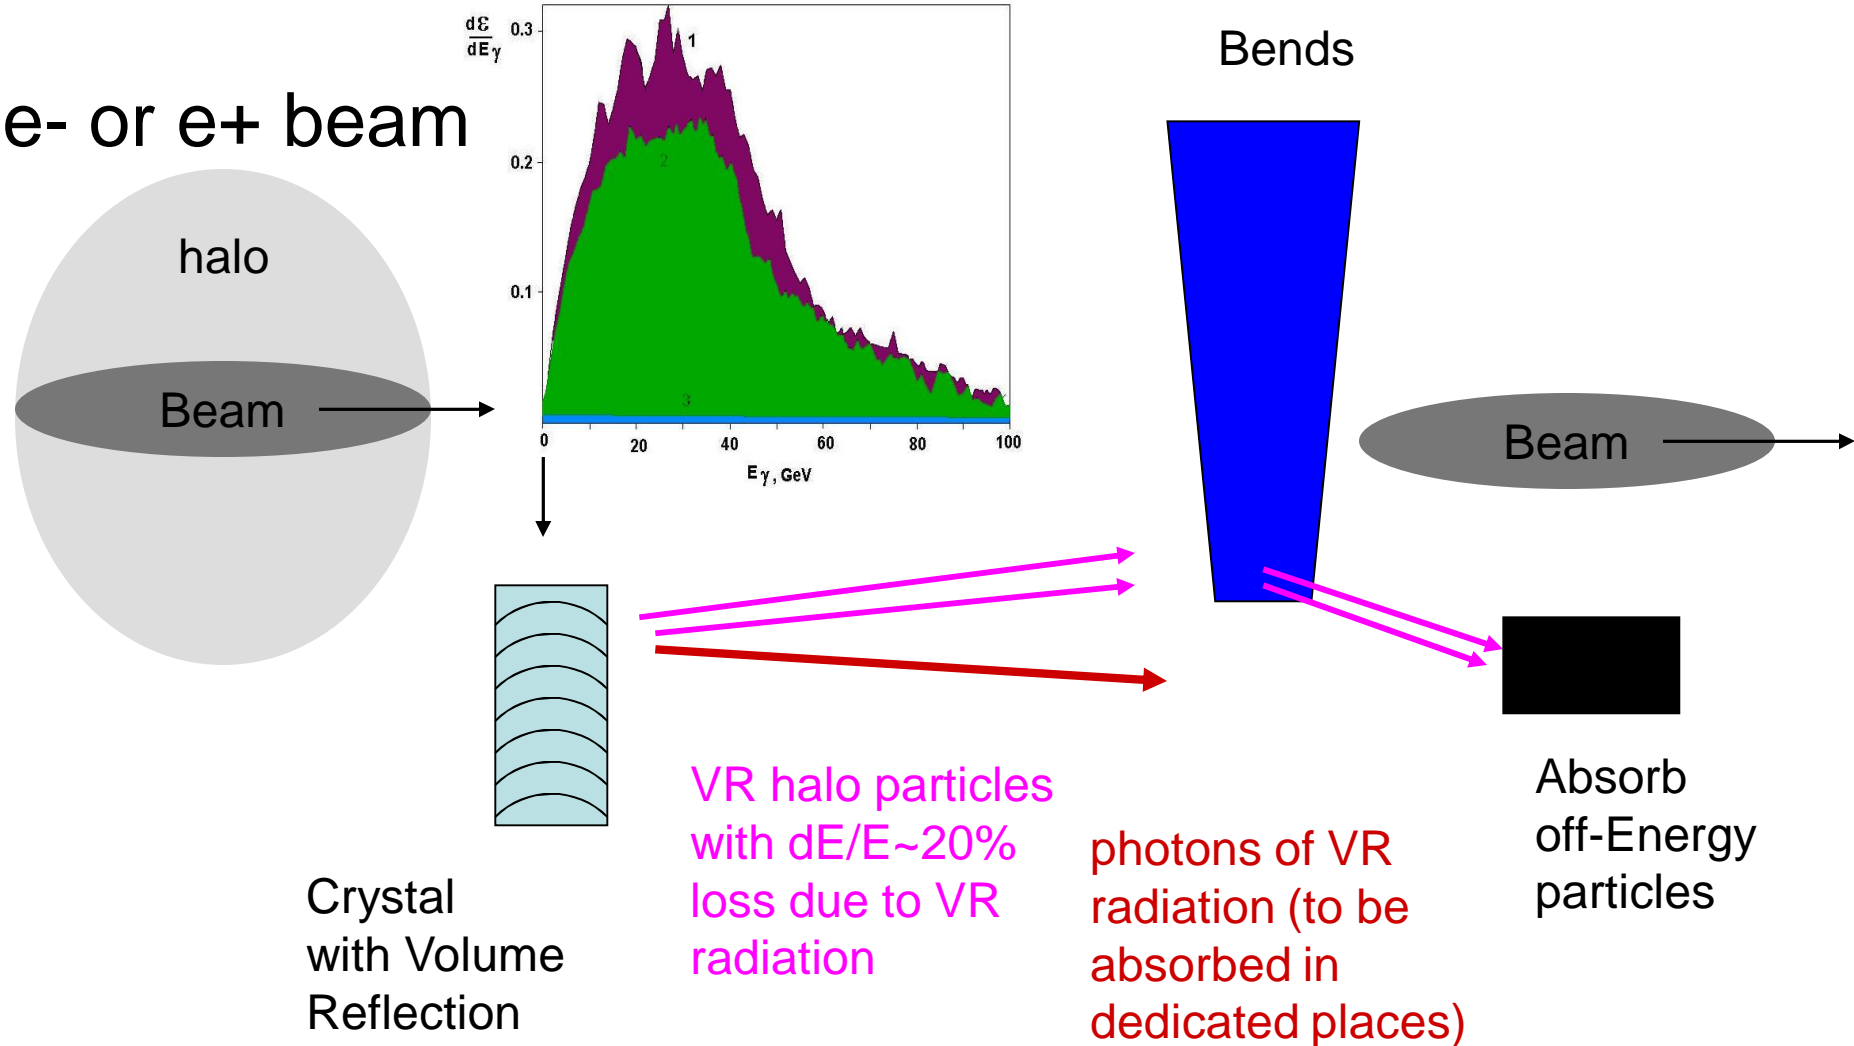 dƐ
dEγ
0.3
1
Bends
e- or e+ beam
0.2
2
halo
0.1
Beam
3
0
20
40
60
80
100
Eγ, GeV
Beam
VR halo particles
with dE/E~20%
loss due to VR
radiation
photons of VR
radiation (to be
absorbed in
dedicated places)
Absorb
off-Energy
particles
Crystal
with Volume
Reflection